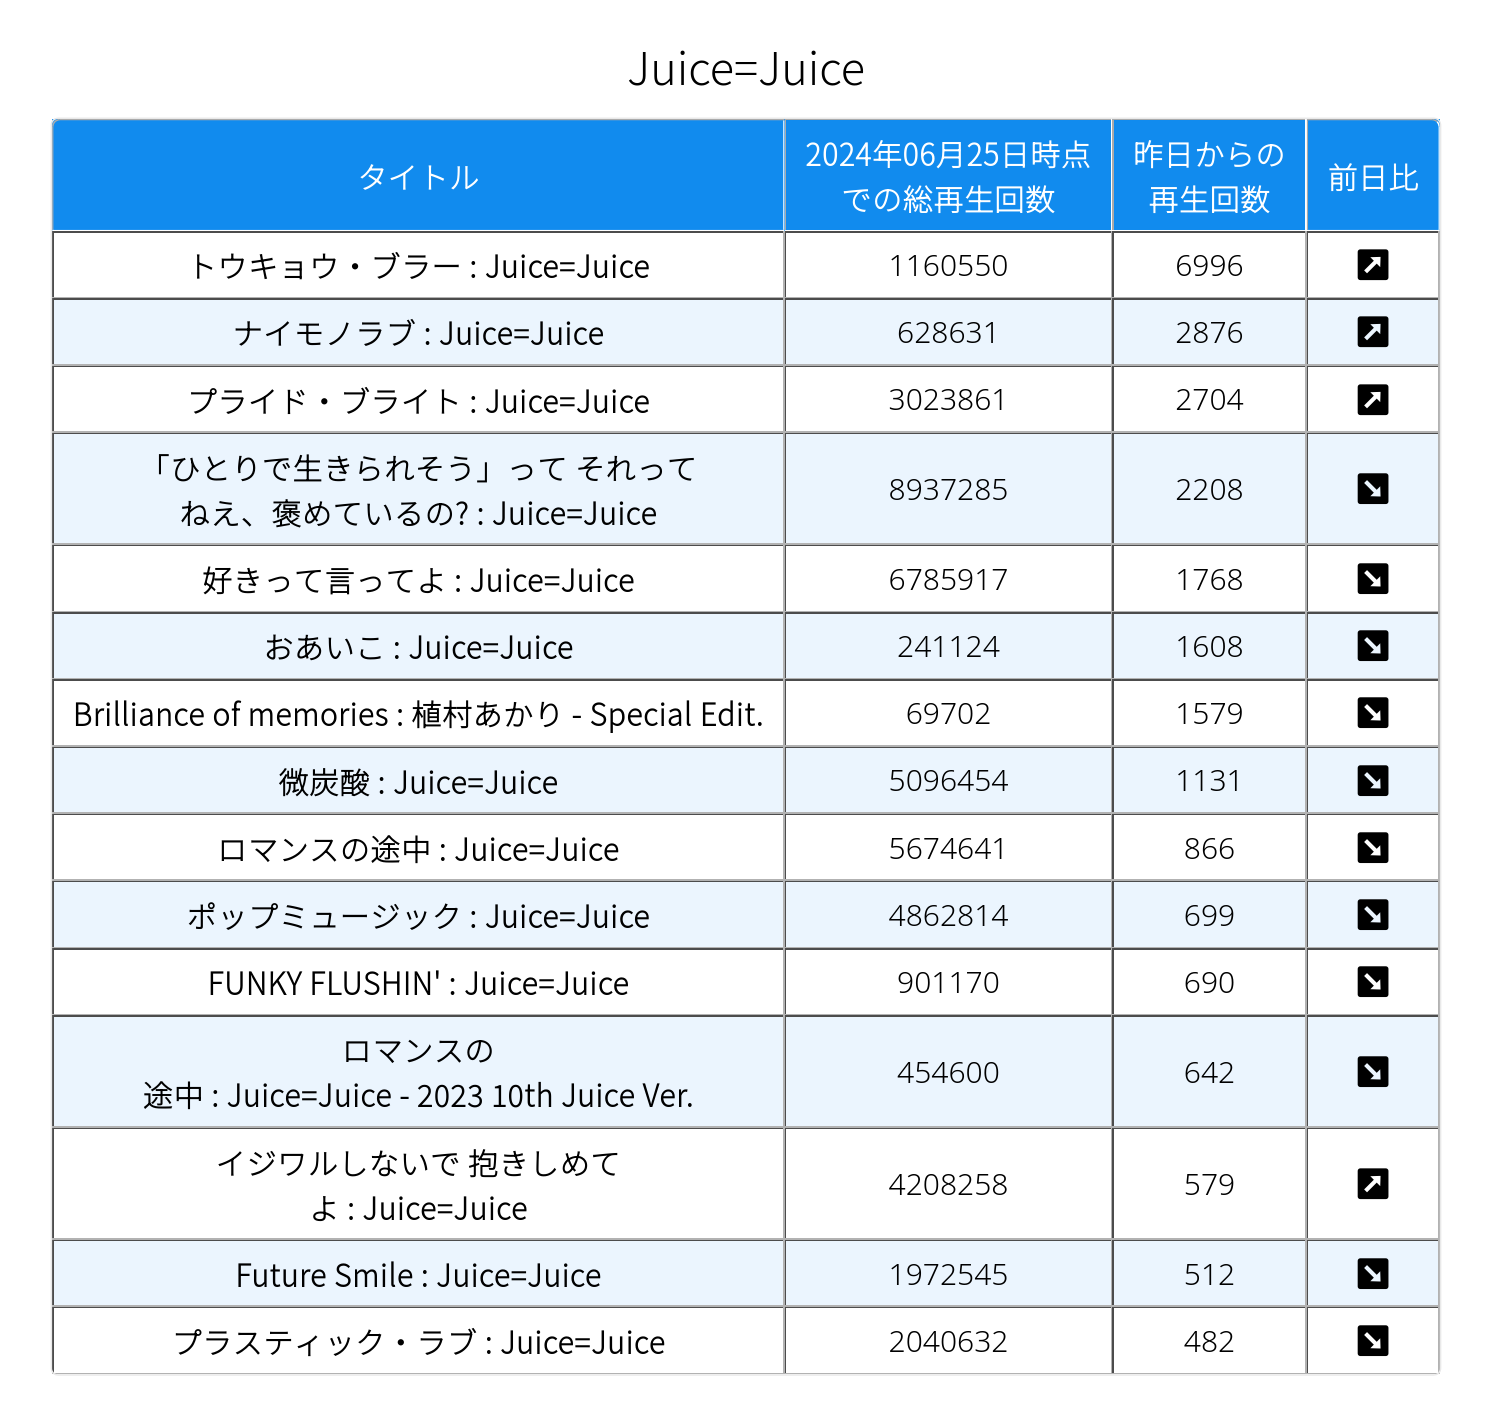 Juice=Juice
タイトル
2024年06月25日時点
での総再生回数
昨日からの
再生回数
前日比
トウキョウ・ブラー : Juice=Juice 1160550 6996
ナイモノラブ : Juice=Juice 628631 2876
プライド・ブライト : Juice=Juice 3023861 2704
「ひとりで生きられそう」って それって
ねえ、褒めているの? : Juice=Juice 8937285 2208
好きって言ってよ : Juice=Juice 6785917 1768
おあいこ : Juice=Juice 241124 1608
Brilliance of memories : 植村あかり - Special Edit. 69702 1579
微炭酸 : Juice=Juice 5096454 1131
ロマンスの途中 : Juice=Juice 5674641 866
ポップミュージック : Juice=Juice 4862814 699
FUNKY FLUSHIN' : Juice=Juice 901170 690
ロマンスの
途中 : Juice=Juice - 2023 10th Juice Ver. 454600 642
イジワルしないで 抱きしめて
よ : Juice=Juice 4208258 579
Future Smile : Juice=Juice 1972545 512
プラスティック・ラブ : Juice=Juice 2040632 482